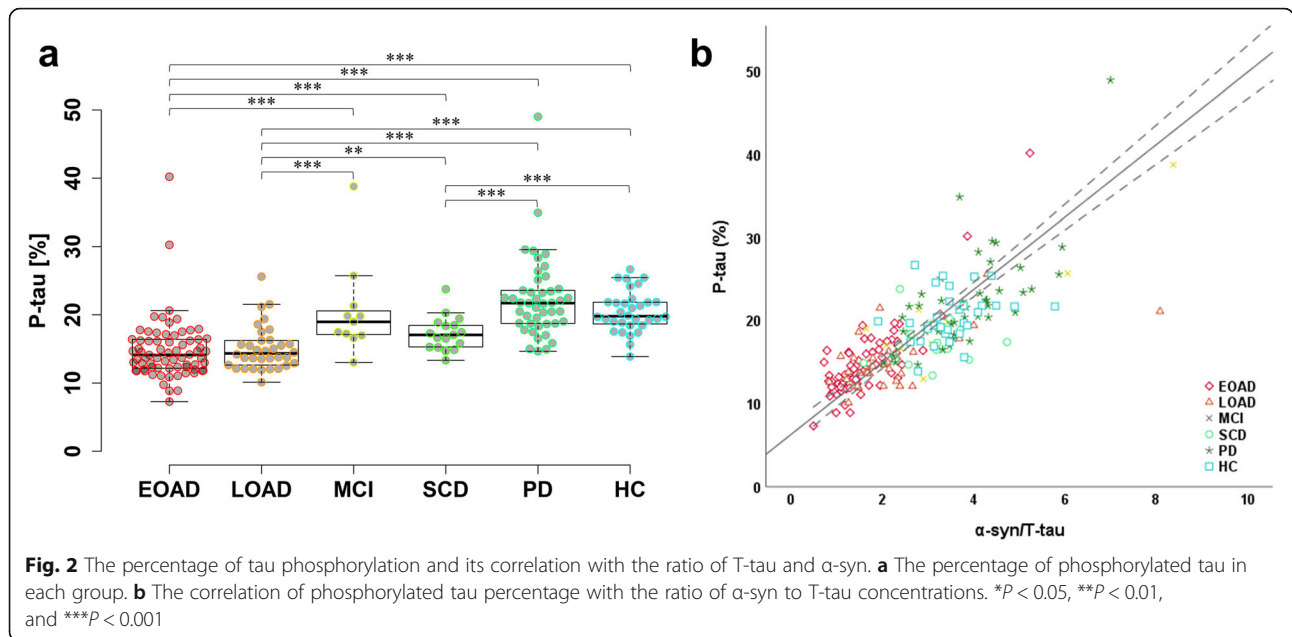 a
***
***
***
***
***
***
**
***
***
***
P-tau [%]
50
40
30
20
10
0
EOAD LOAD MCI SCD PD HC
b
P-tau (%)
50
40
30
20
10
0
0 2 4 6 8 10
α-syn/T-tau
EOAD
LOAD
MCI
SCD
PD
HC
Fig. 2 The percentage of tau phosphorylation and its correlation with the ratio of T-tau and α-syn. a The percentage of phosphorylated tau in
each group. b The correlation of phosphorylated tau percentage with the ratio of α-syn to T-tau concentrations. *P < 0.05, **P < 0.01,
and ***P < 0.001